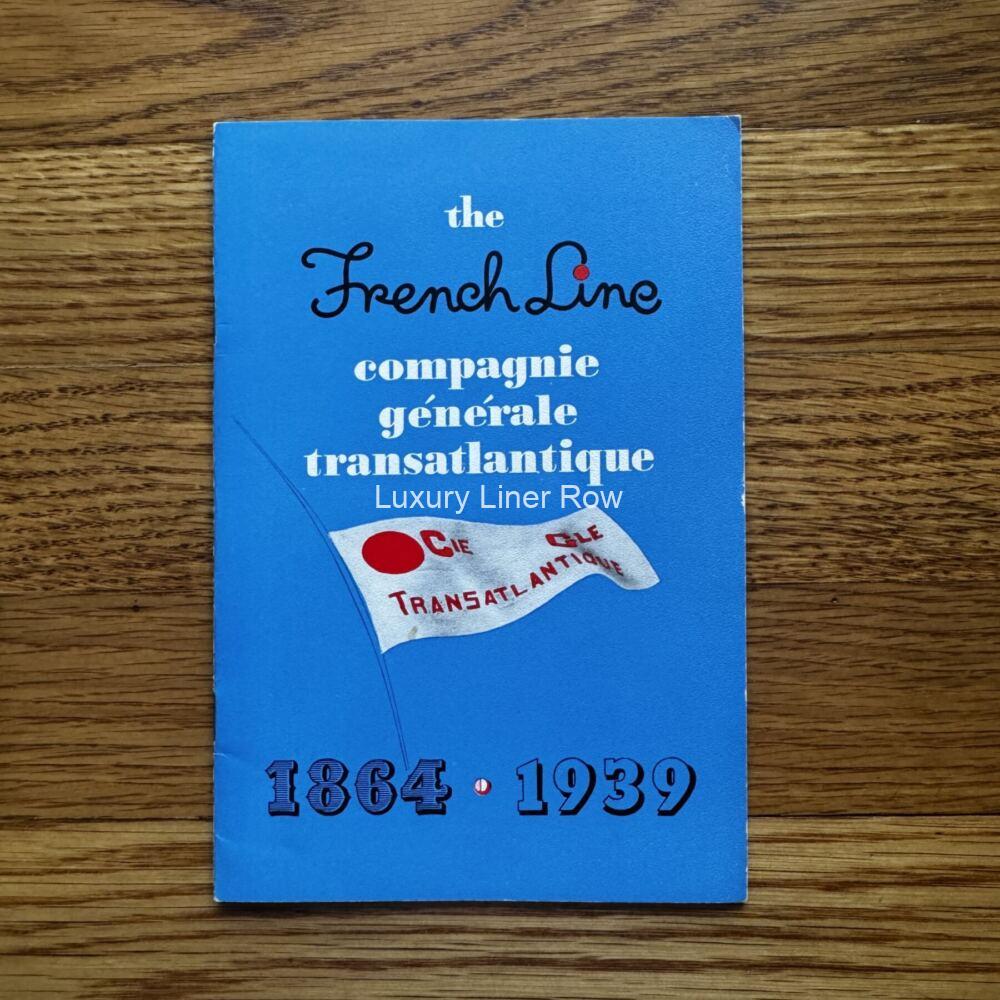 the
French Line
compagnie
générale
transatlantique
Luxury Liner Row
CIE GLE
TRANSATLANTIQUE
1864 · 1939